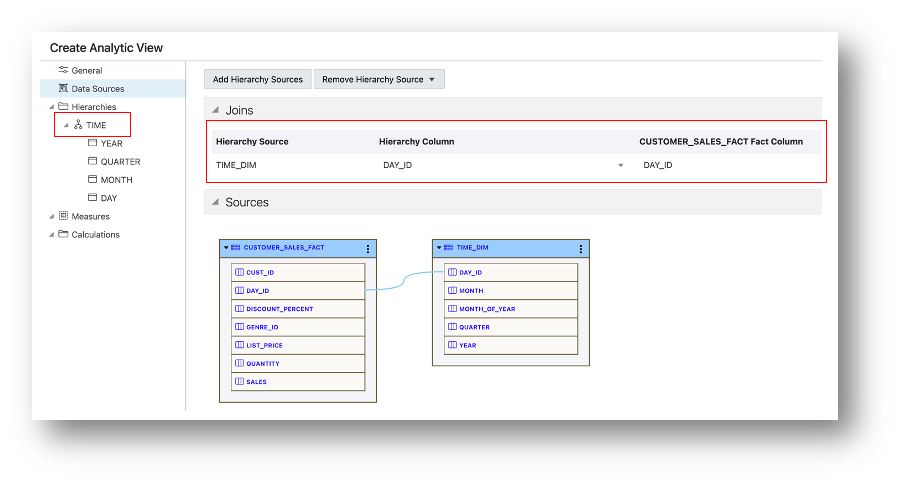 Create Analytic View
General
Data Sources
Hierarchies
TIME
YEAR
QUARTER
MONTH
DAY
Measures
Calculations
Add Hierarchy Sources Remove Hierarchy Source
Joins
Hierarchy Source Hierarchy Column CUSTOMER_SALES_FACT Fact Column
TIME_DIM DAY_ID DAY_ID
Sources
CUSTOMER_SALES_FACT
CUST_ID
DAY_ID
DISCOUNT_PERCENT
GENRE_ID
LIST_PRICE
QUANTITY
SALES
TIME_DIM
DAY_ID
MONTH
MONTH_OF_YEAR
QUARTER
YEAR